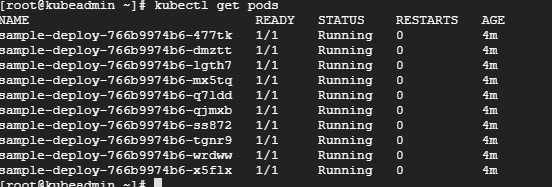 [root@kubeadmin ~]# kubectl get pods
NAME READY STATUS RESTARTS AGE
sample-deploy-766b9974b6-477tk 1/1 Running 0 4m
sample-deploy-766b9974b6-dmztt 1/1 Running 0 4m
sample-deploy-766b9974b6-lgth7 1/1 Running 0 4m
sample-deploy-766b9974b6-mx5tq 1/1 Running 0 4m
sample-deploy-766b9974b6-q7ldd 1/1 Running 0 4m
sample-deploy-766b9974b6-qjmxb 1/1 Running 0 4m
sample-deploy-766b9974b6-ss872 1/1 Running 0 4m
sample-deploy-766b9974b6-tgnr9 1/1 Running 0 4m
sample-deploy-766b9974b6-wrdww 1/1 Running 0 4m
sample-deploy-766b9974b6-x5flx 1/1 Running 0 4m
[root@kubeadmin ~]#